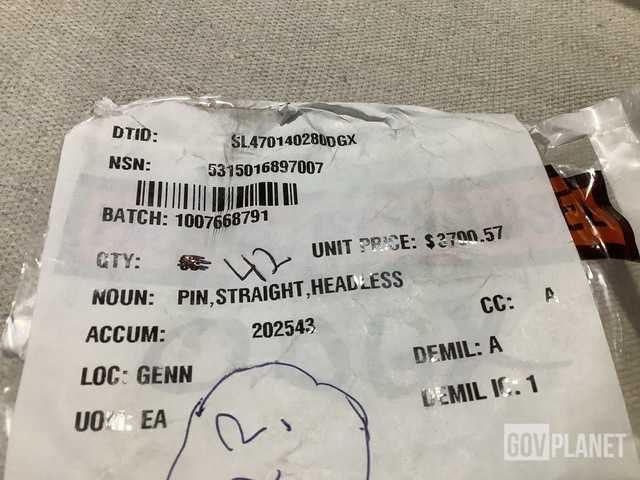 DTID: SL470140280DGX
NSN: 5315016897007
BATCH: 1007668791
QTY: 42 UNIT PRICE: $3700.57
NOUN: PIN,STRAIGHT,HEADLESS
CC: A
ACCUM: 202543
DEMIL: A
LOC: GENN
DEMIL IC: 1
UOM: EA
2.
GOVPLANET